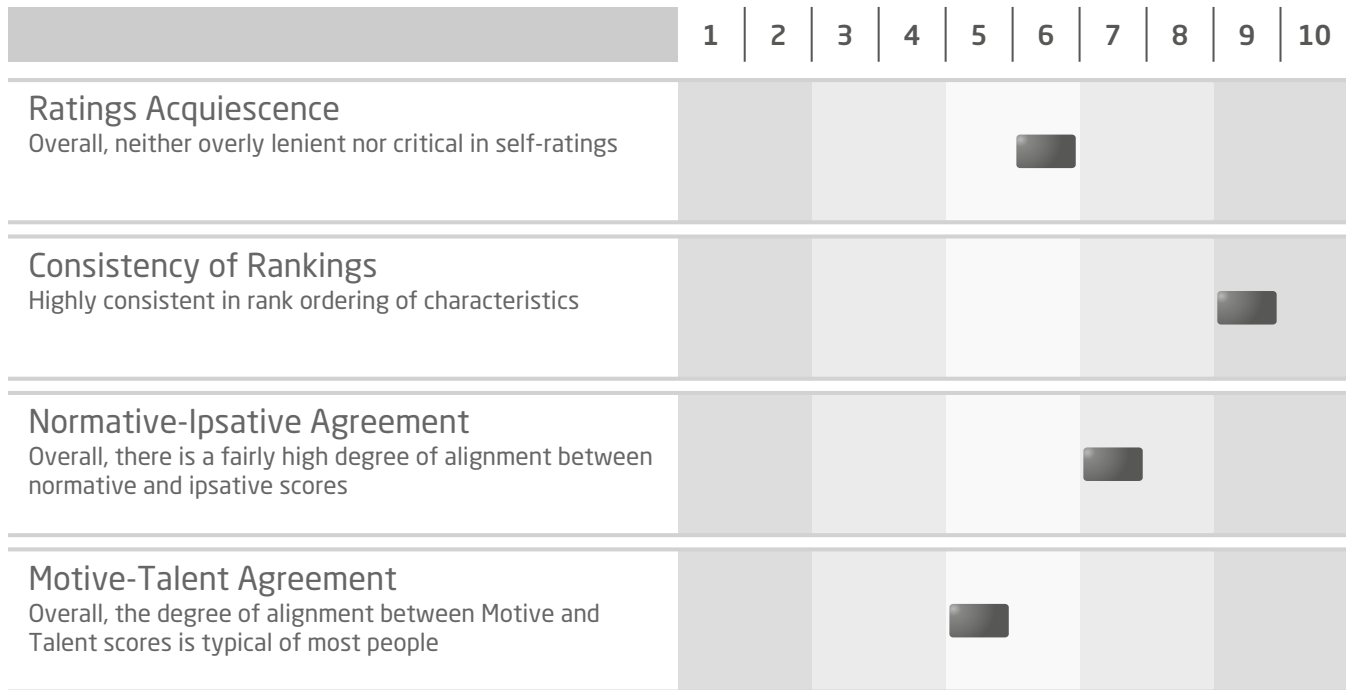 1 2 3 4 5 6 7 8 9 10
Ratings Acquiescence
Overall, neither overly lenient nor critical in self-ratings
Consistency of Rankings
Highly consistent in rank ordering of characteristics
Normative-Ipsative Agreement
Overall, there is a fairly high degree of alignment between
normative and ipsative scores
Motive-Talent Agreement
Overall, the degree of alignment between Motive and
Talent scores is typical of most people